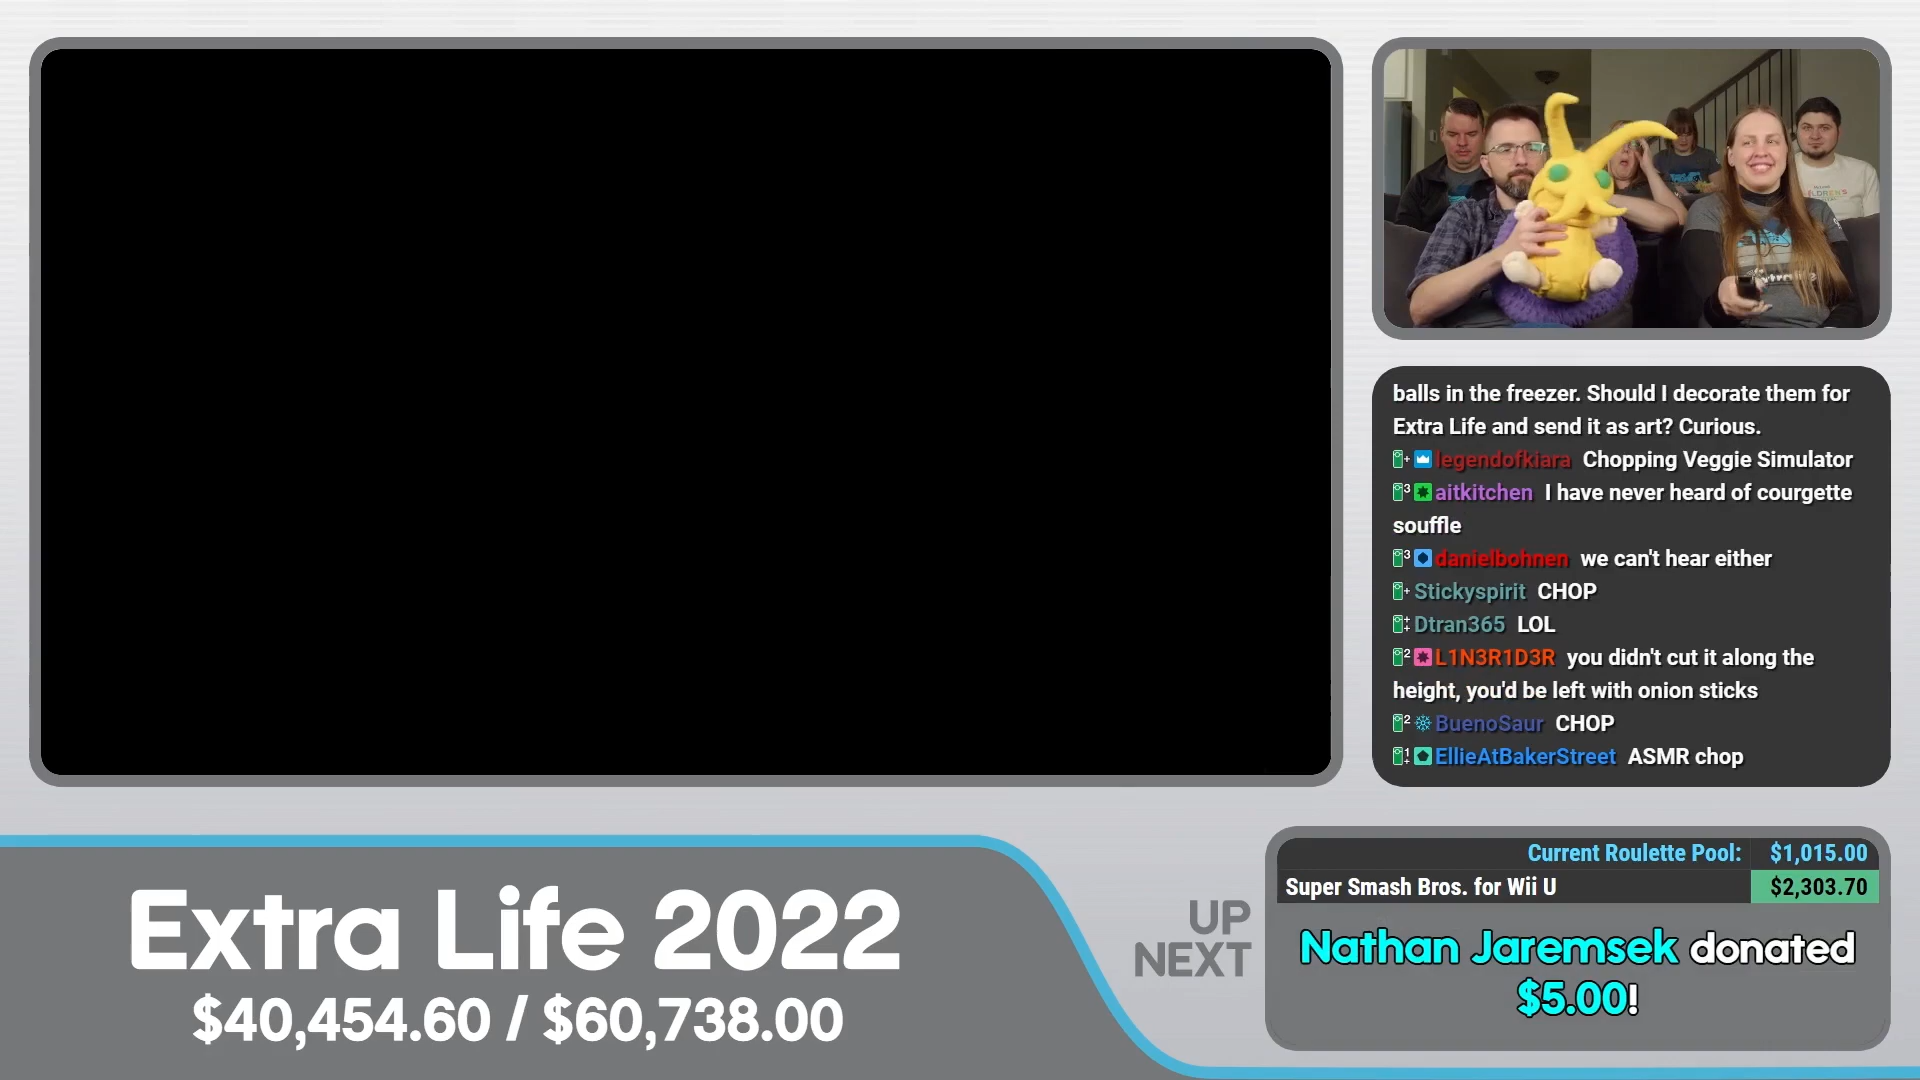 balls in the freezer. Should I decorate them for
Extra Life and send it as art? Curious.
legendofkiara Chopping Veggie Simulator
aitkitchen I have never heard of courgette
souffle
danielbohnen we can't hear either
Stickyspirit CHOP
Dtran365 LOL
L1N3R1D3R you didn't cut it along the
height, you'd be left with onion sticks
BuenoSaur CHOP
EllieAtBakerStreet ASMR chop
Extra Life 2022
$40,454.60 / $60,738.00
UP
NEXT
Current Roulette Pool: $1,015.00
Super Smash Bros. for Wii U $2,303.70
Nathan Jaremsek donated
$5.00!